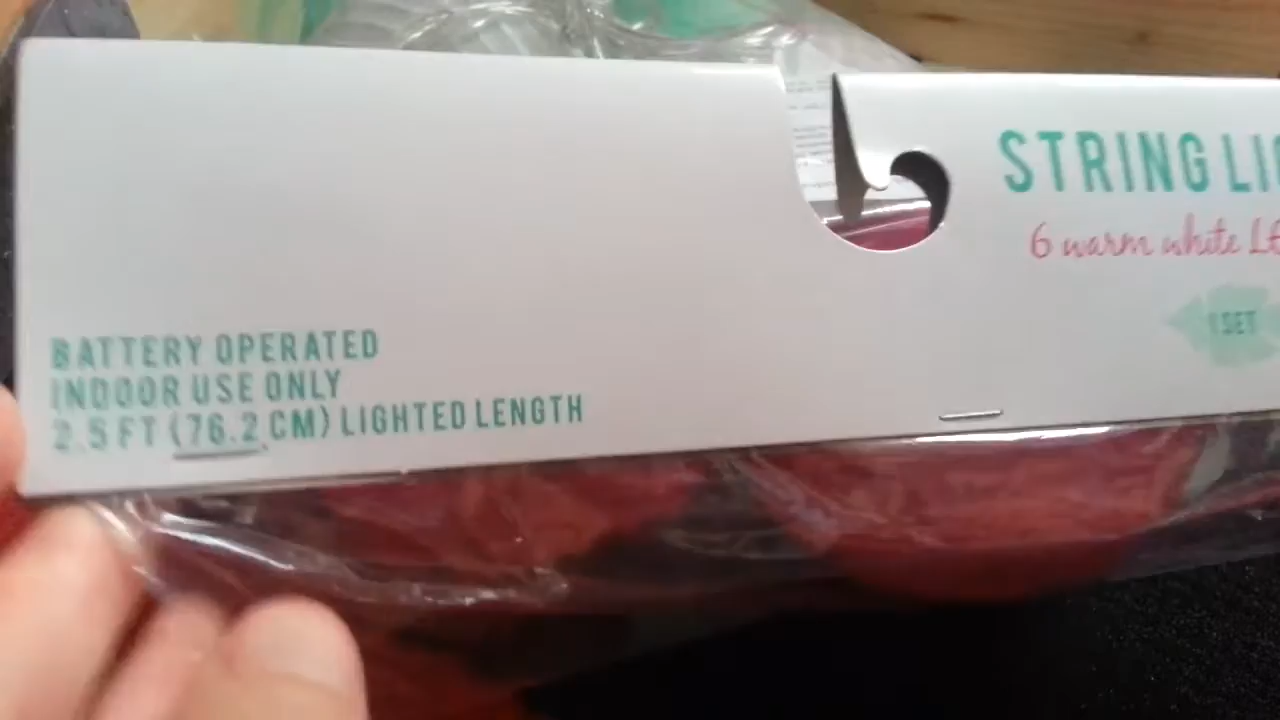 STRING LI
6 warm white LE
1 SET
BATTERY OPERATED
INDOOR USE ONLY
2.5 FT (76.2 CM) LIGHTED LENGTH